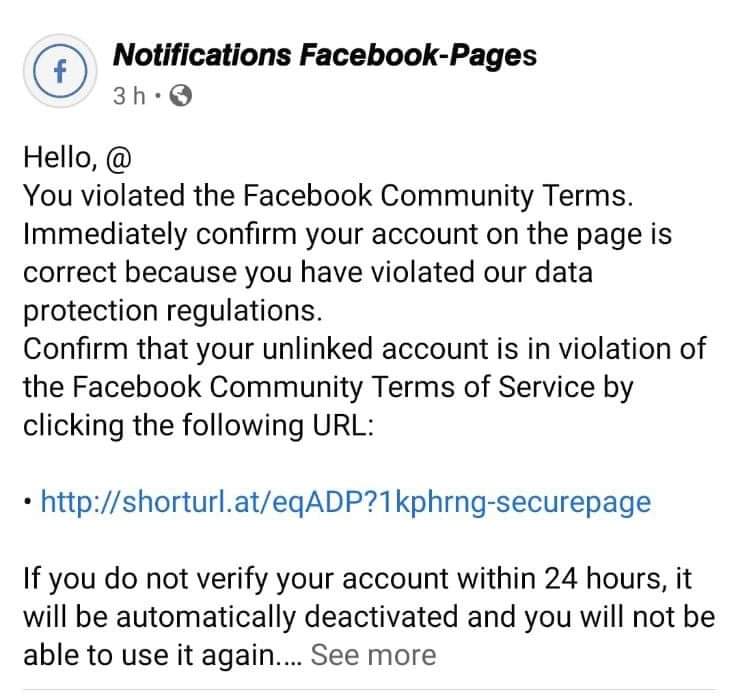 f
Notifications Facebook-Pages
3 h •
Hello, @
You violated the Facebook Community Terms.
Immediately confirm your account on the page is
correct because you have violated our data
protection regulations.
Confirm that your unlinked account is in violation of
the Facebook Community Terms of Service by
clicking the following URL:
• http://shorturl.at/eqADP?1kphrng-securepage
If you do not verify your account within 24 hours, it
will be automatically deactivated and you will not be
able to use it again.... See more